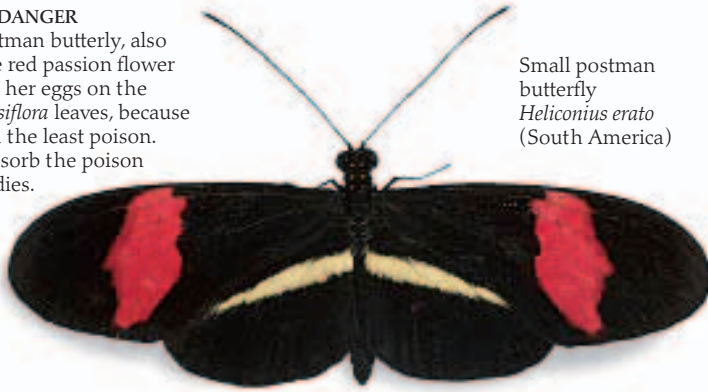 DANGER
tman butterly, also
e red passion flower
her eggs on the
siflora leaves, because
the least poison.
sorb the poison
dies.
Small postman
butterfly
Heliconius erato
(South America)